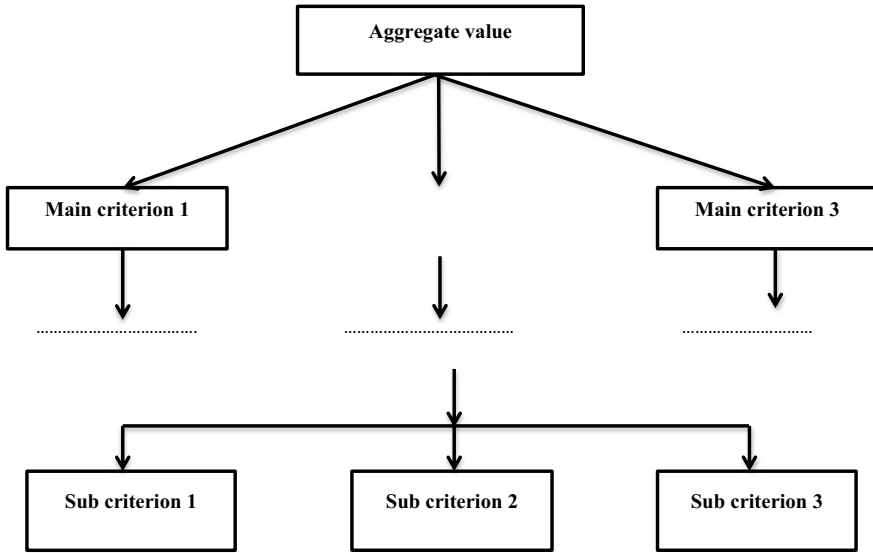 Aggregate value
Main criterion 1
Main criterion 3
.....................................
.......................................
..............................
Sub criterion 1
Sub criterion 2
Sub criterion 3